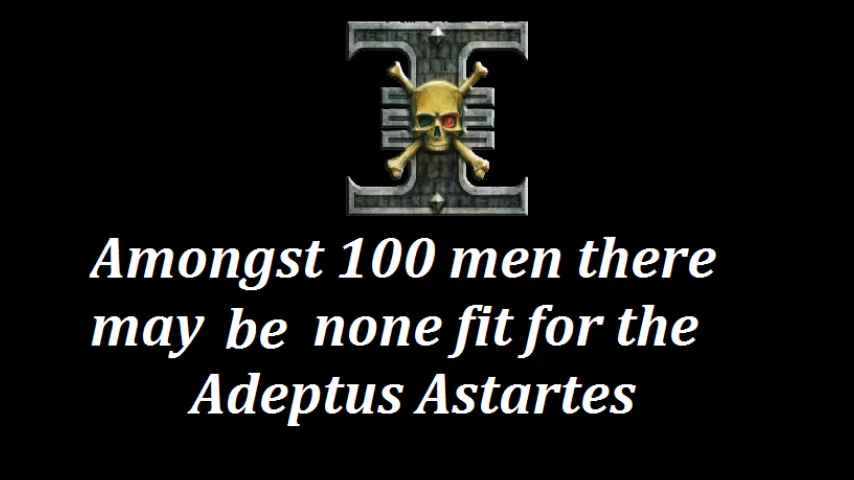 Amongst 100 men there
may be none fit for the
Adeptus Astartes